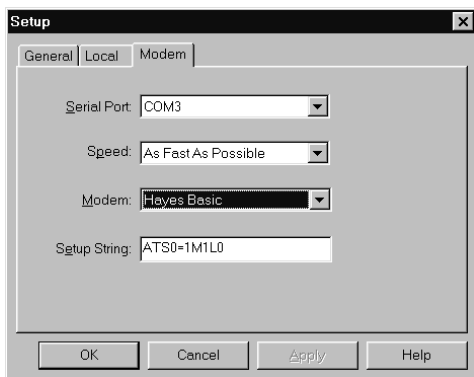 Setup
General Local Modem
Serial Port: COM3
Speed: As Fast As Possible
Modem: Hayes Basic
Setup String: ATS0=1M1L0
OK Cancel Apply Help